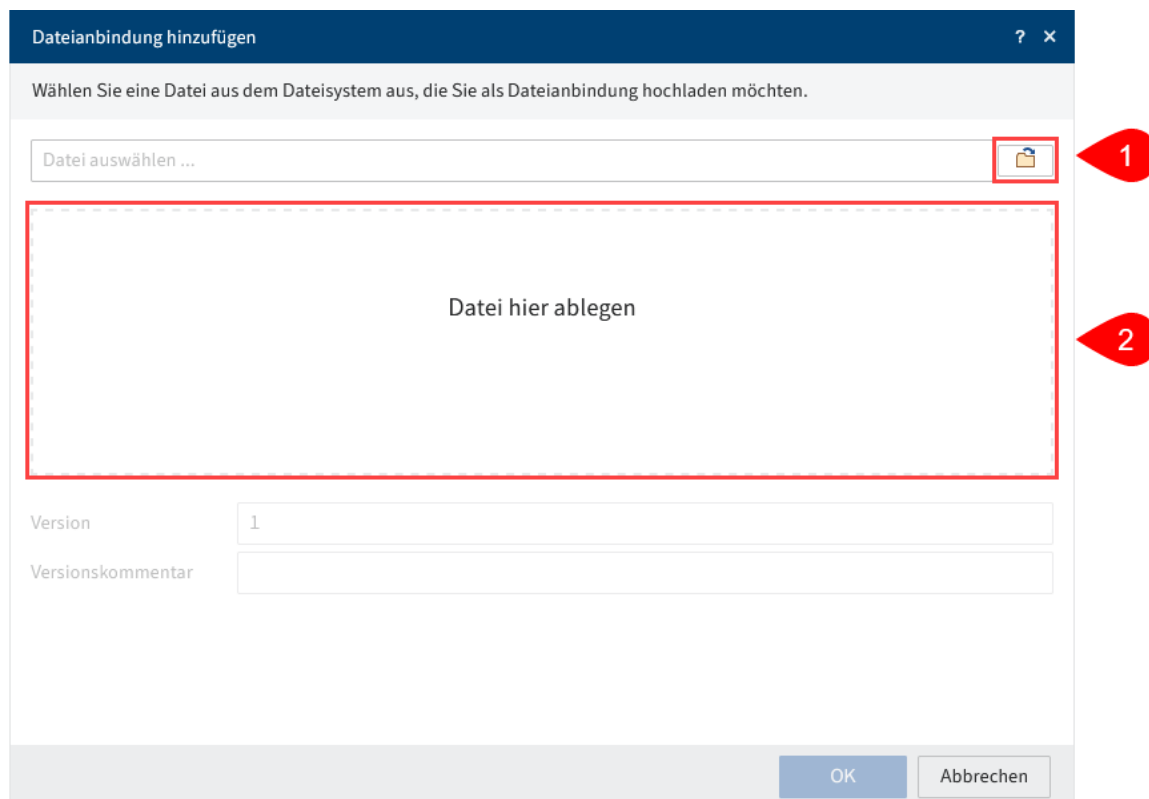 Dateianbindung hinzufügen ? ×
Wählen Sie eine Datei aus dem Dateisystem aus, die Sie als Dateianbindung hochladen möchten.
Datei auswählen ...
1
Datei hier ablegen
2
Version 1
Versionskommentar
OK Abbrechen